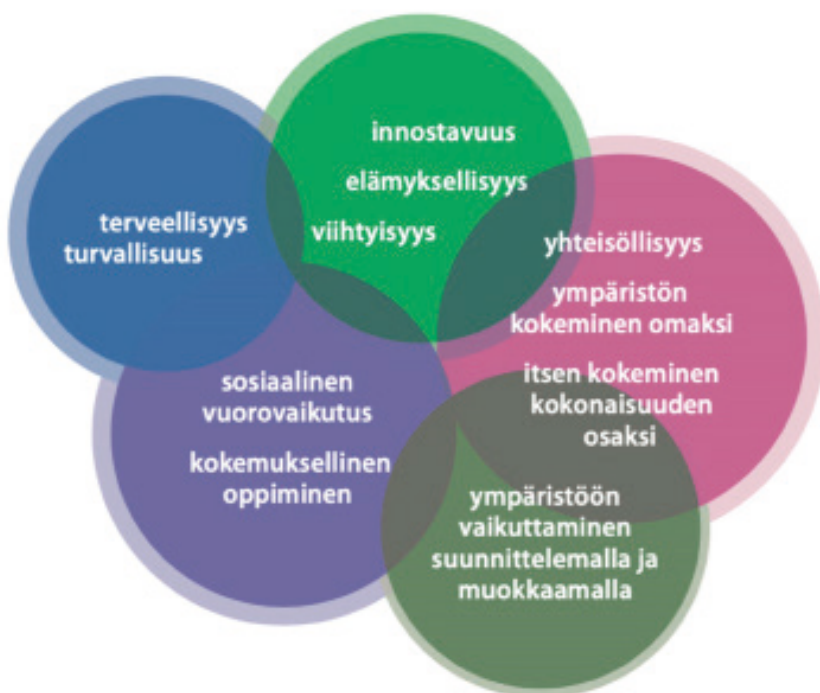 innostavuus
elämyksellisyys
viihtyisyys
terveellisyys
turvallisuus
yhteisöllisyys
ympäristön
kokeminen omaksi
itsen kokeminen
kokonaisuuden
osaksi
sosiaalinen
vuorovaikutus
kokemuksellinen
oppiminen
ympäristöön
vaikuttaminen
suunnittelemalla ja
muokkaamalla